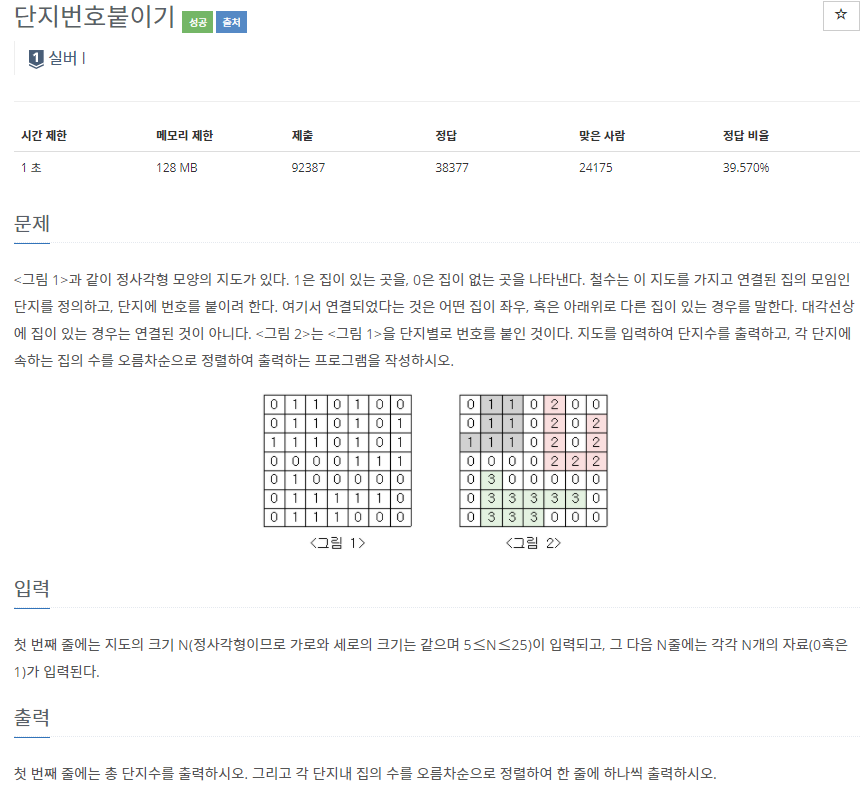 단지번호붙이기 성공 출처
☆
1 실버 I
시간 제한 메모리 제한 제출 정답 맞은 사람 정답 비율
1 초 128 MB 92387 38377 24175 39.570%
문제
<그림 1>과 같이 정사각형 모양의 지도가 있다. 1은 집이 있는 곳을, 0은 집이 없는 곳을 나타낸다. 철수는 이 지도를 가지고 연결된 집의 모임인
단지를 정의하고, 단지에 번호를 붙이려 한다. 여기서 연결되었다는 것은 어떤 집이 좌우, 혹은 아래위로 다른 집이 있는 경우를 말한다. 대각선상
에 집이 있는 경우는 연결된 것이 아니다. <그림 2>는 <그림 1>을 단지별로 번호를 붙인 것이다. 지도를 입력하여 단지수를 출력하고, 각 단지에
속하는 집의 수를 오름차순으로 정렬하여 출력하는 프로그램을 작성하시오.
0 1 1 0 1 0 0
0 1 1 0 1 0 1
1 1 1 0 1 0 1
0 0 0 0 1 1 1
0 1 0 0 0 0 0
0 1 1 1 1 1 0
0 1 1 1 0 0 0
<그림 1>
0 1 1 0 2 0 0
0 1 1 0 2 0 2
1 1 1 0 2 0 2
0 0 0 0 2 2 2
0 3 0 0 0 0 0
0 3 3 3 3 3 0
0 3 3 3 0 0 0
<그림 2>
입력
첫 번째 줄에는 지도의 크기 N(정사각형이므로 가로와 세로의 크기는 같으며 5≤N≤25)이 입력되고, 그 다음 N줄에는 각각 N개의 자료(0혹은
1)가 입력된다.
출력
첫 번째 줄에는 총 단지수를 출력하시오. 그리고 각 단지내 집의 수를 오름차순으로 정렬하여 한 줄에 하나씩 출력하시오.